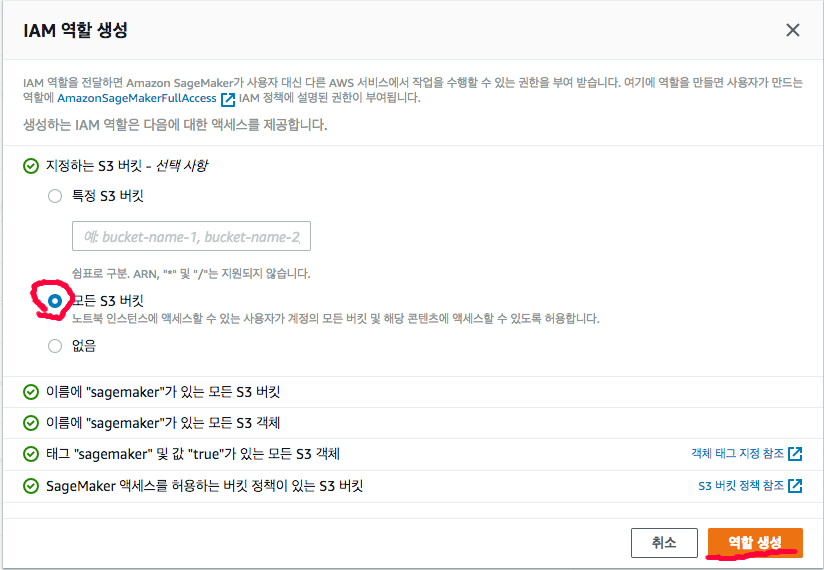 IAM 역할 생성
IAM 역할을 전달하면 Amazon SageMaker가 사용자 대신 다른 AWS 서비스에서 작업을 수행할 수 있는 권한을 부여 받습니다. 여기에 역할을 만들면 사용자가 만드는
역할에 AmazonSageMakerFullAccess IAM 정책에 설명된 권한이 부여됩니다.
생성하는 IAM 역할은 다음에 대한 액세스를 제공합니다.
지정하는 S3 버킷 - 선택 사항
특정 S3 버킷
예: bucket-name-1, bucket-name-2,
쉼표로 구분. ARN, "*" 및 "/"는 지원되지 않습니다.
모든 S3 버킷
노트북 인스턴스에 액세스할 수 있는 사용자가 계정의 모든 버킷 및 해당 콘텐츠에 액세스할 수 있도록 허용합니다.
없음
이름에 "sagemaker"가 있는 모든 S3 버킷
이름에 "sagemaker"가 있는 모든 S3 객체
태그 "sagemaker" 및 값 "true"가 있는 모든 S3 객체 객체 태그 지정 참조
SageMaker 액세스를 허용하는 버킷 정책이 있는 S3 버킷 S3 버킷 정책 참조
취소 역할 생성